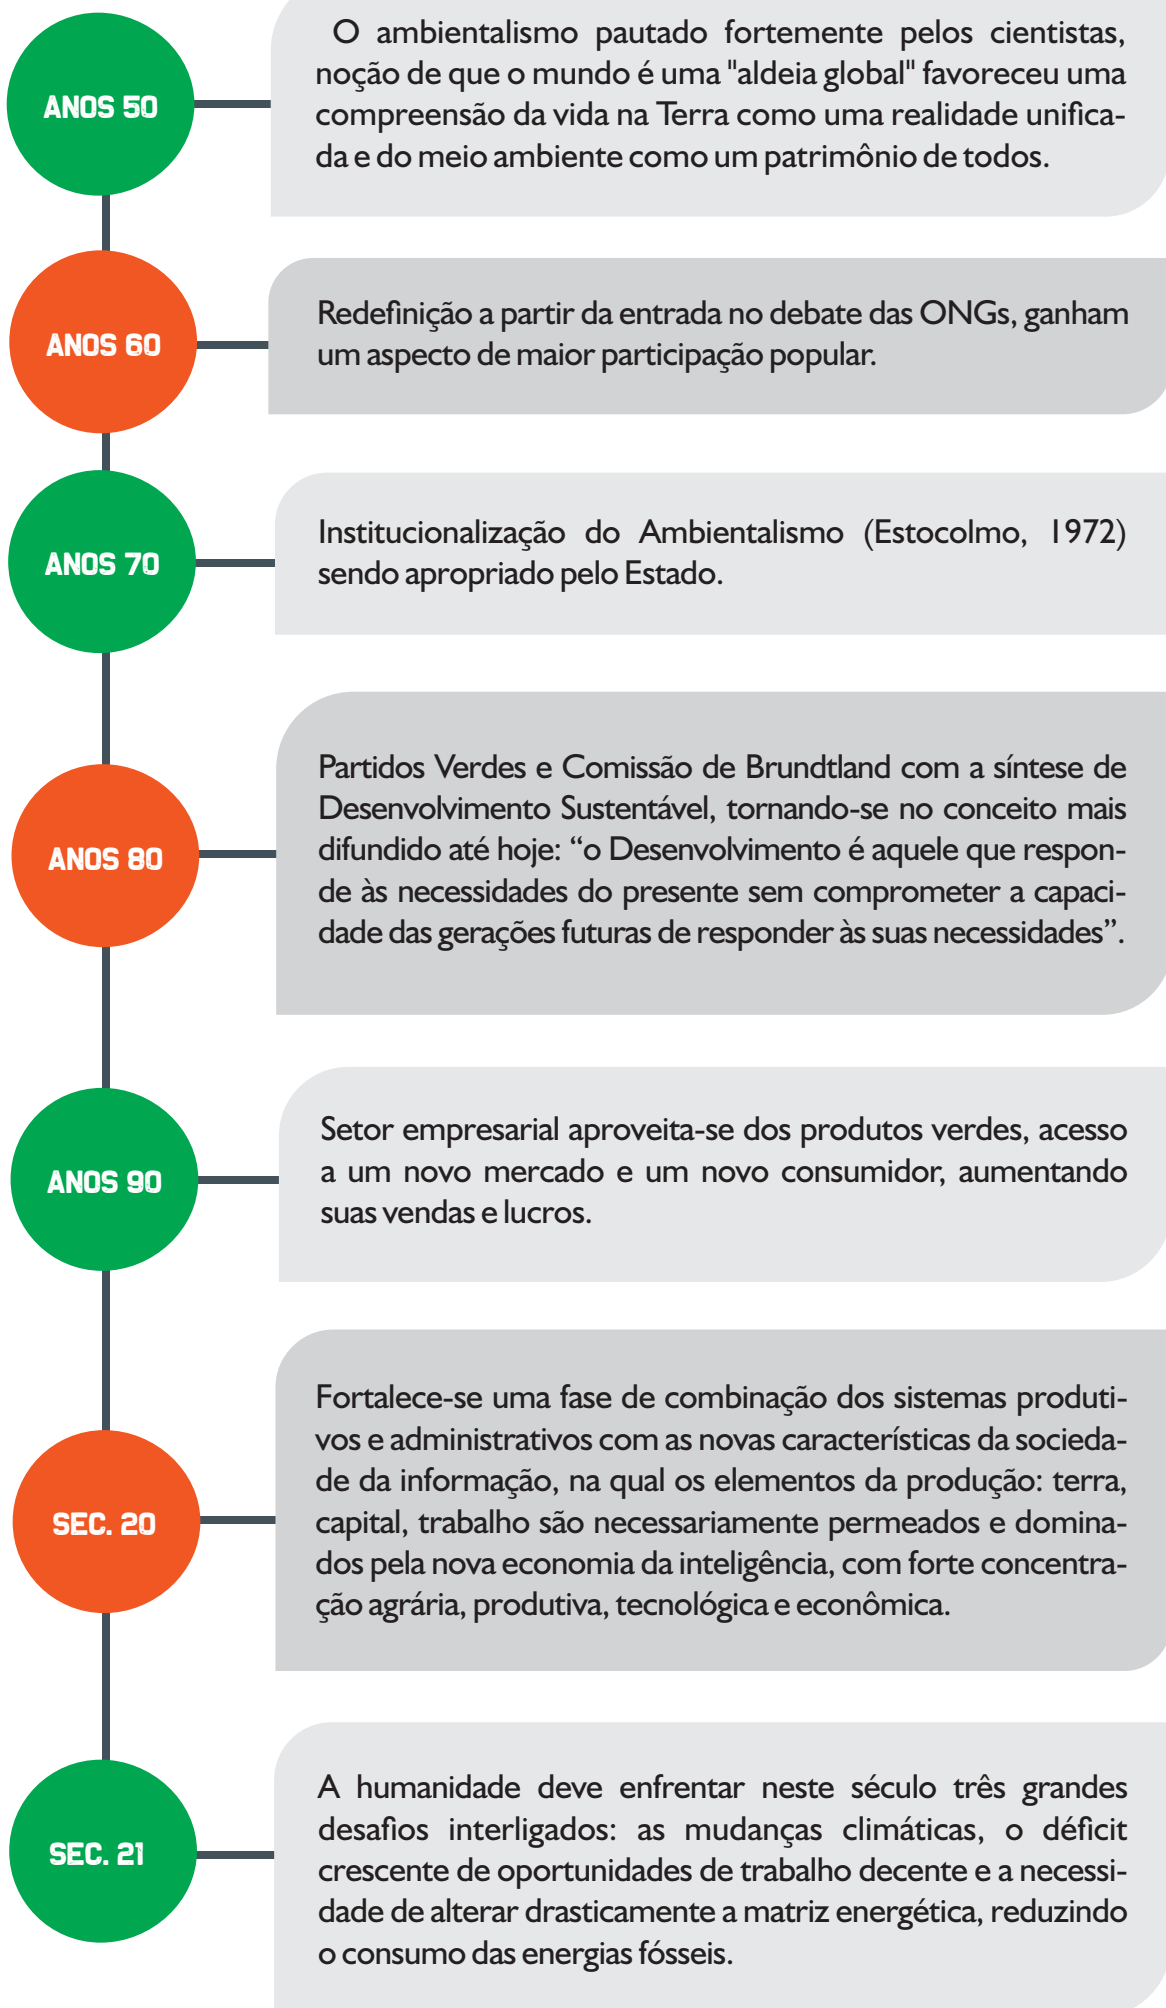 ANOS 50
O ambientalismo pautado fortemente pelos cientistas,
noção de que o mundo é uma "aldeia global" favoreceu uma
compreensão da vida na Terra como uma realidade unifica-
da e do meio ambiente como um patrimônio de todos.
ANOS 60
Redefinição a partir da entrada no debate das ONGs, ganham
um aspecto de maior participação popular.
ANOS 70
Institucionalização do Ambientalismo (Estocolmo, 1972)
sendo apropriado pelo Estado.
ANOS 80
Partidos Verdes e Comissão de Brundtland com a síntese de
Desenvolvimento Sustentável, tornando-se no conceito mais
difundido até hoje: “o Desenvolvimento é aquele que respon-
de às necessidades do presente sem comprometer a capaci-
dade das gerações futuras de responder às suas necessidades”.
ANOS 90
Setor empresarial aproveita-se dos produtos verdes, acesso
a um novo mercado e um novo consumidor, aumentando
suas vendas e lucros.
SEC. 20
Fortalece-se uma fase de combinação dos sistemas produti-
vos e administrativos com as novas características da socieda-
de da informação, na qual os elementos da produção: terra,
capital, trabalho são necessariamente permeados e domina-
dos pela nova economia da inteligência, com forte concentra-
ção agrária, produtiva, tecnológica e econômica.
SEC. 21
A humanidade deve enfrentar neste século três grandes
desafios interligados: as mudanças climáticas, o déficit
crescente de oportunidades de trabalho decente e a necessi-
dade de alterar drasticamente a matriz energética, reduzindo
o consumo das energias fósseis.